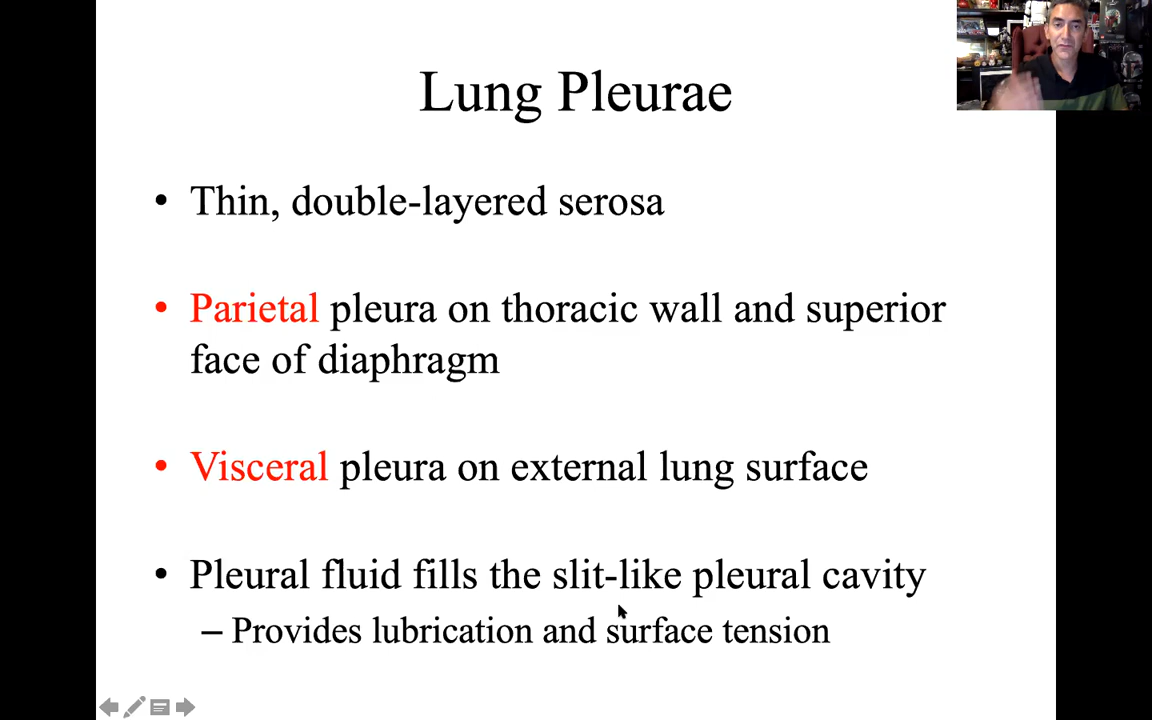 Lung Pleurae
• Thin, double-layered serosa
• Parietal pleura on thoracic wall and superior
face of diaphragm
• Visceral pleura on external lung surface
• Pleural fluid fills the slit-like pleural cavity
– Provides lubrication and surface tension